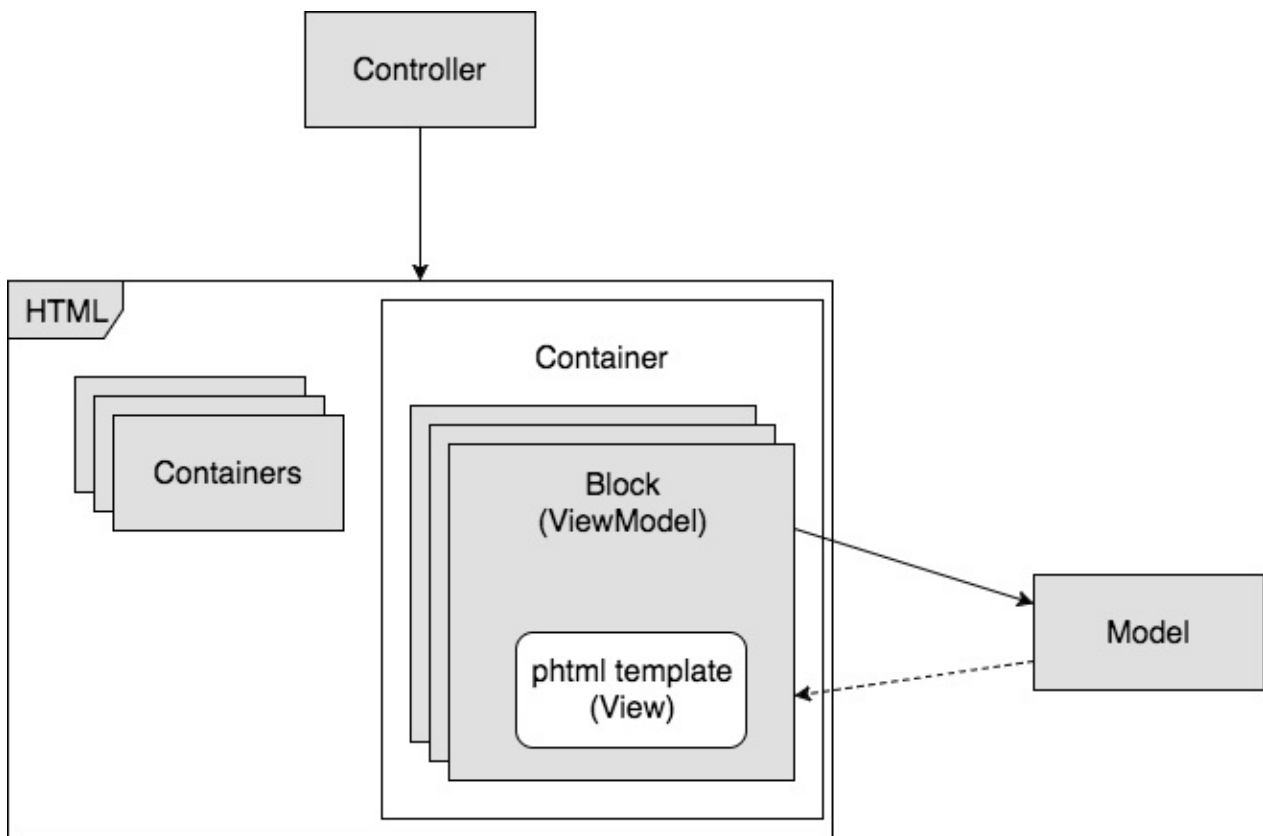 Controller
HTML
Container
Containers
Block
(ViewModel)
Model
phtml template
(View)